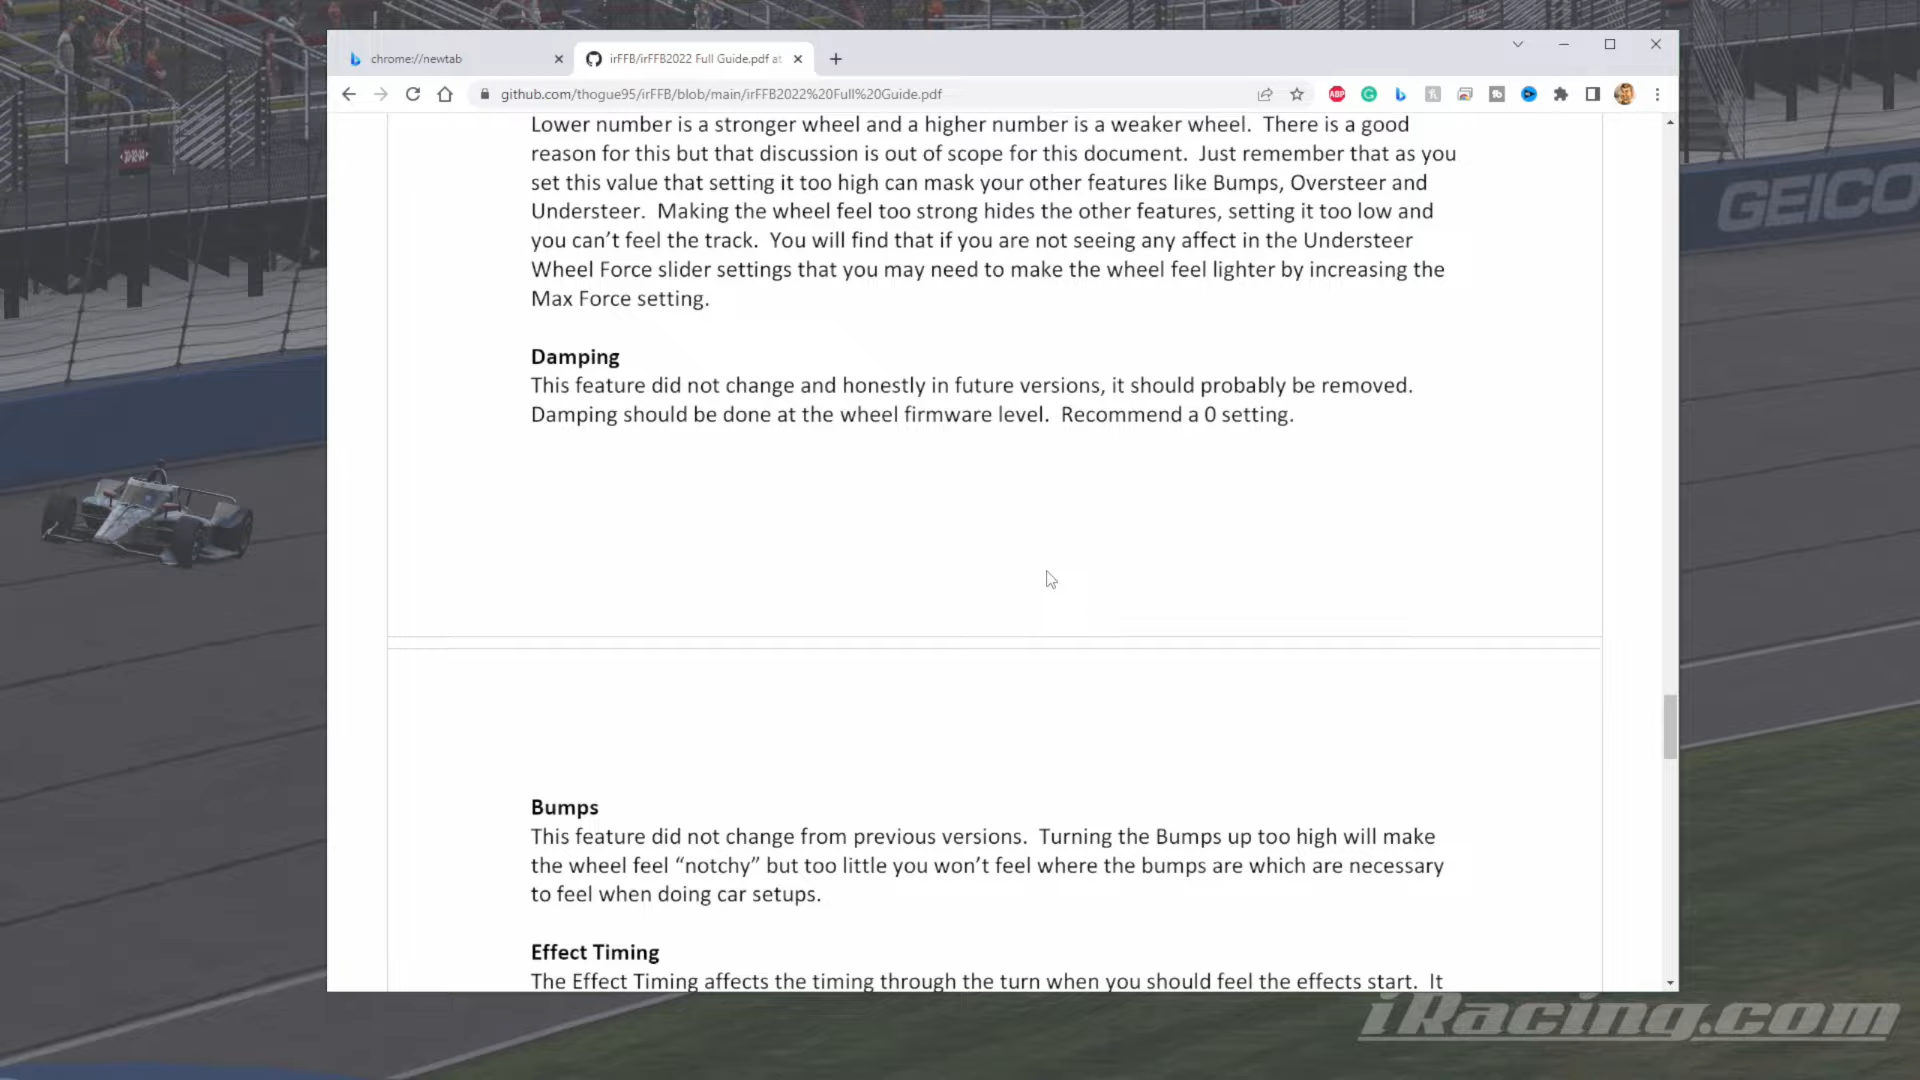 chrome://newtab
irFFB/irFFB2022 Full Guide.pdf at
github.com/thogue95/irFFB/blob/main/irFFB2022%20Full%20Guide.pdf
ABP
Lower number is a stronger wheel and a higher number is a weaker wheel. There is a good
reason for this but that discussion is out of scope for this document. Just remember that as you
set this value that setting it too high can mask your other features like Bumps, Oversteer and
Understeer. Making the wheel feel too strong hides the other features, setting it too low and
you can’t feel the track. You will find that if you are not seeing any affect in the Understeer
Wheel Force slider settings that you may need to make the wheel feel lighter by increasing the
Max Force setting.
Damping
This feature did not change and honestly in future versions, it should probably be removed.
Damping should be done at the wheel firmware level. Recommend a 0 setting.
Bumps
This feature did not change from previous versions. Turning the Bumps up too high will make
the wheel feel “notchy” but too little you won’t feel where the bumps are which are necessary
to feel when doing car setups.
Effect Timing
The Effect Timing affects the timing through the turn when you should feel the effects start. It
GEICO
iRacing.com